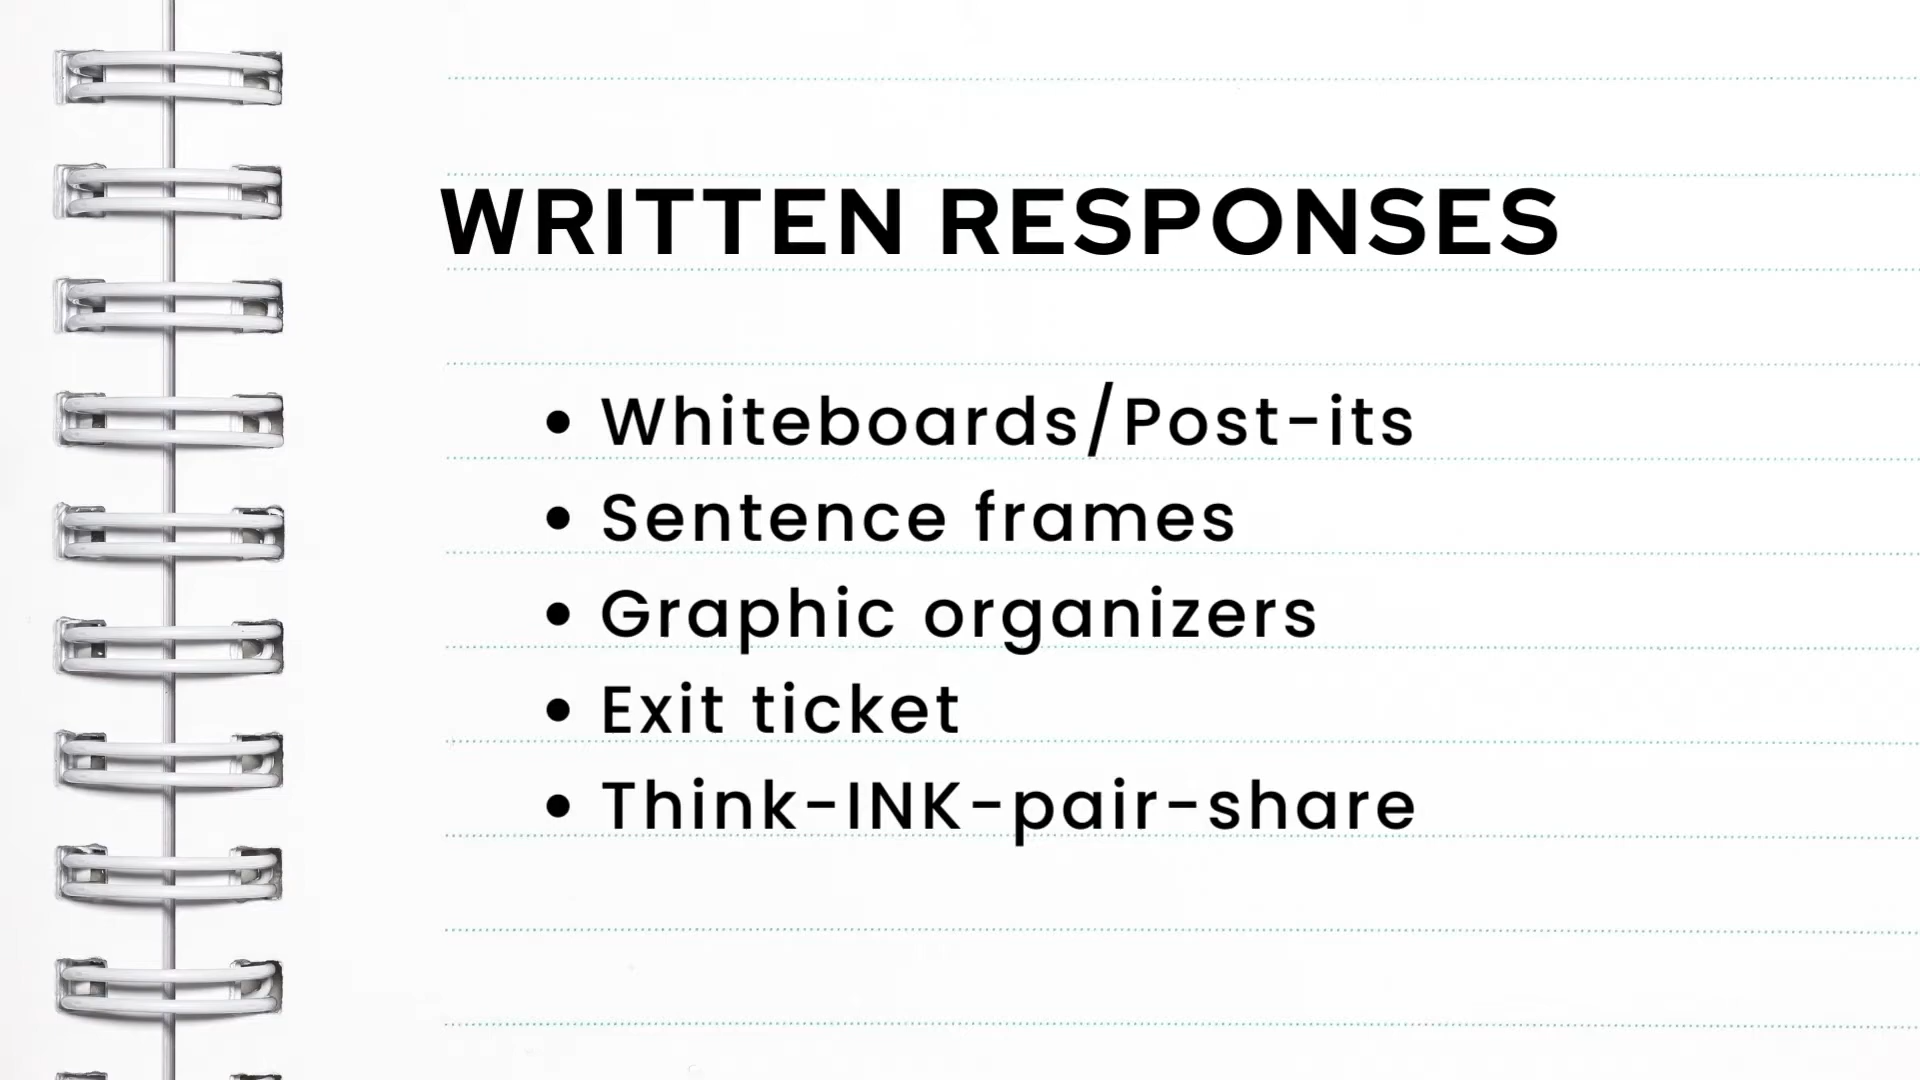 WRITTEN RESPONSES
• Whiteboards/Post-its
• Sentence frames
• Graphic organizers
• Exit ticket
• Think-INK-pair-share